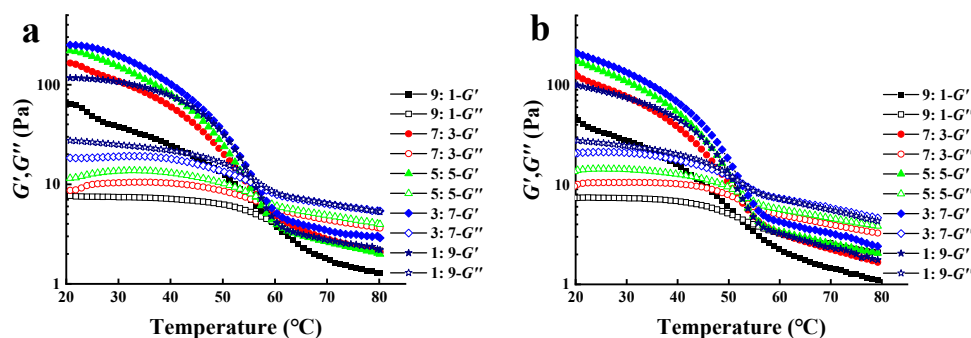 a
G′,G″ (Pa)
100
10
1
20 30 40 50 60 70 80
Temperature (°C)
9: 1-G′
9: 1-G″
7: 3-G′
7: 3-G″
5: 5-G′
5: 5-G″
3: 7-G′
3: 7-G″
1: 9-G′
1: 9-G″
b
G′,G″ (Pa)
100
10
1
20 30 40 50 60 70 80
Temperature (°C)
9: 1-G′
9: 1-G″
7: 3-G′
7: 3-G″
5: 5-G′
5: 5-G″
3: 7-G′
3: 7-G″
1: 9-G′
1: 9-G″